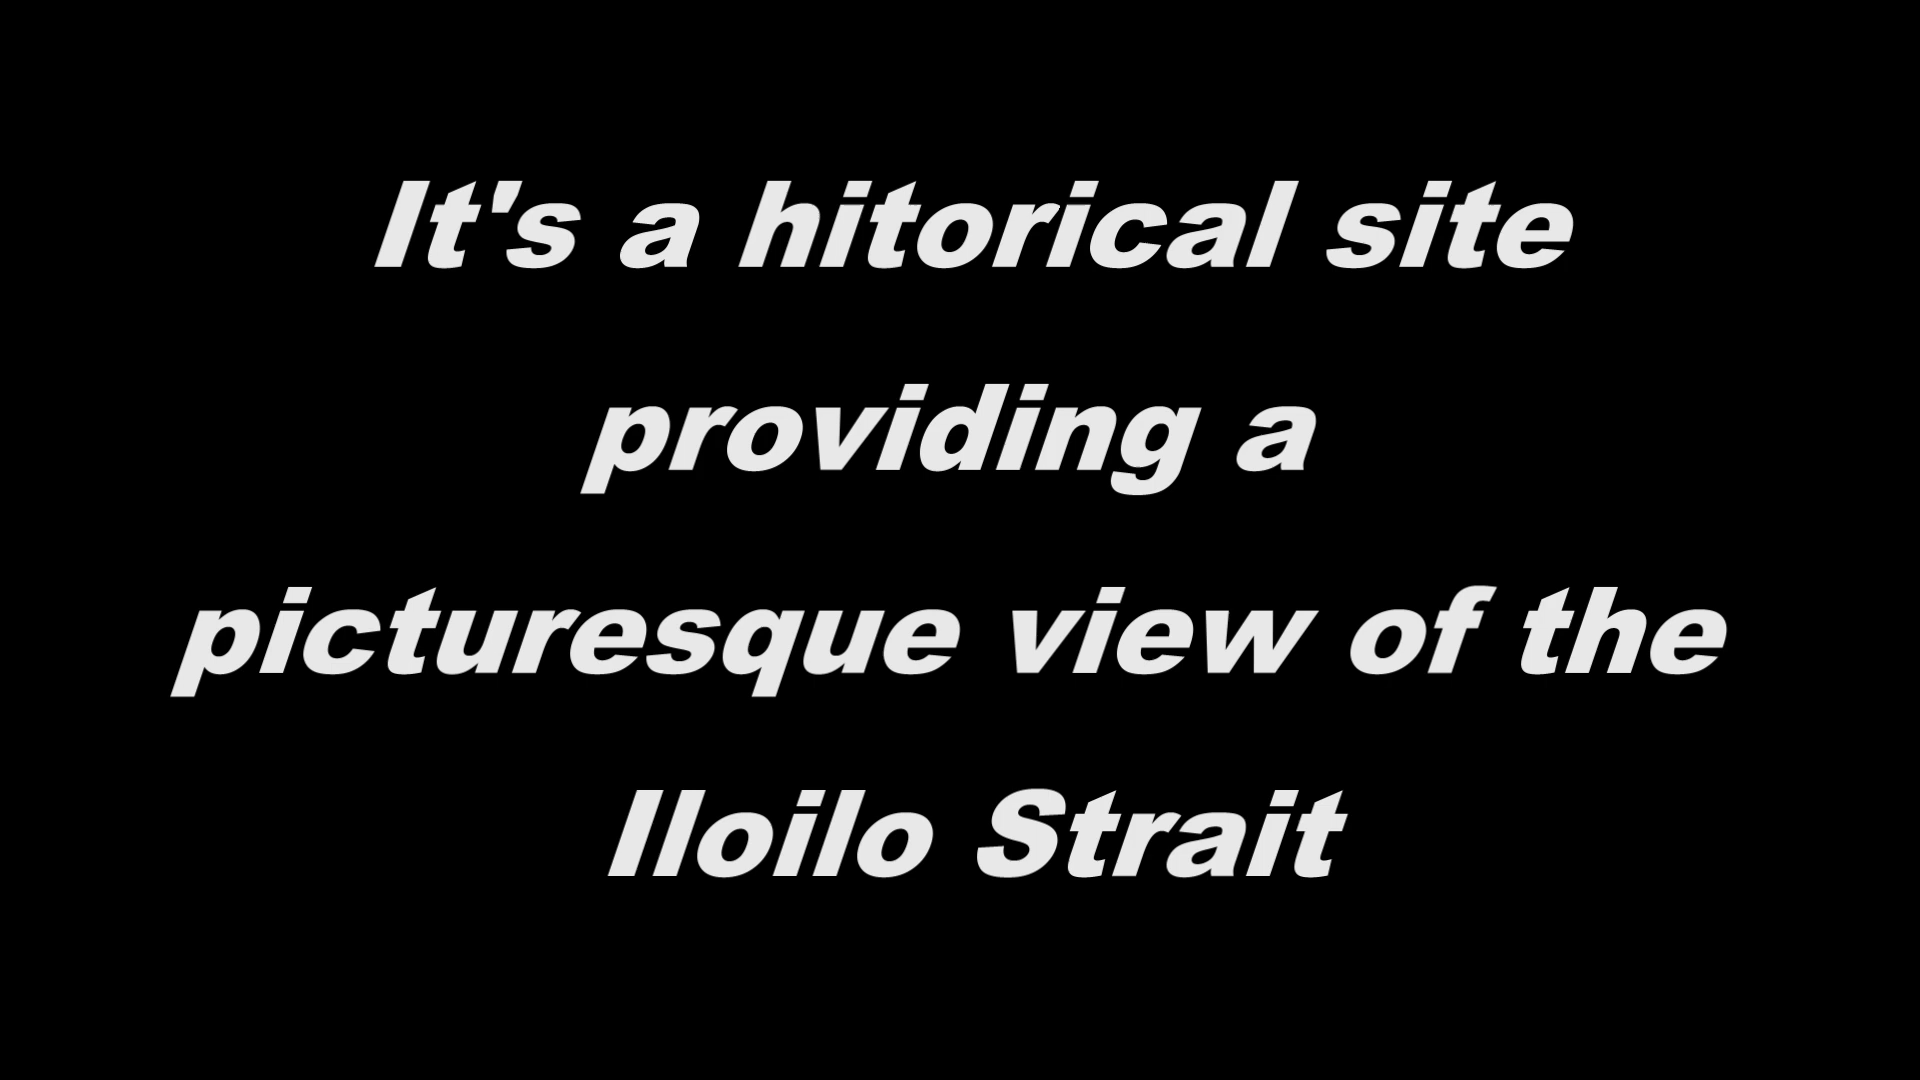 It's a hitorical site
providing a
picturesque view of the
Iloilo Strait